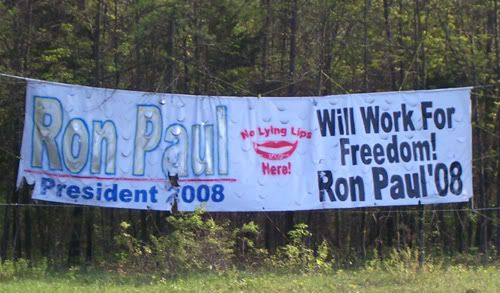 Ron Paul
President 2008
No Lying Lips
Here!
Will Work For
Freedom!
Ron Paul'08